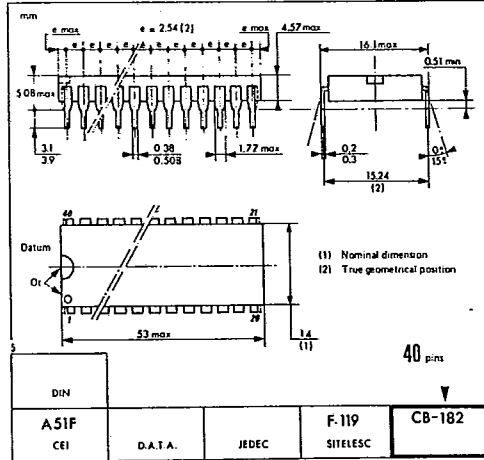 mm
e max e = 2.54 (2) e max
e e e e e e e e e e
4.57 max
16.1 max
0.51 min
5.08 max
3.1
3.9
0.38
0.508
1.77 max
0.2
0.3
0°
15°
15.24
(2)
40 21
Datum
Or
1 20
53 max
14
(1)
(1) Nominal dimension
(2) True geometrical position
40 pins
5
DIN
A51F
CEI
D.A.T.A.
JEDEC
F-119
SITELESC
CB-182